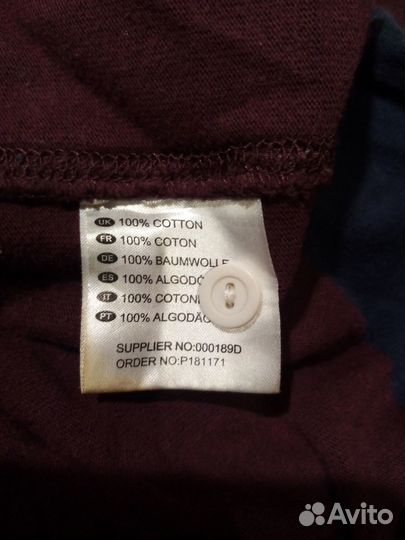 UK 100% COTTON
FR 100% COTON
DE 100% BAUMWOLLE
ES 100% ALGODÓ
IT 100% COTONE
PT 100% ALGODÃO
SUPPLIER NO:000189D
ORDER NO:P181171
Avito